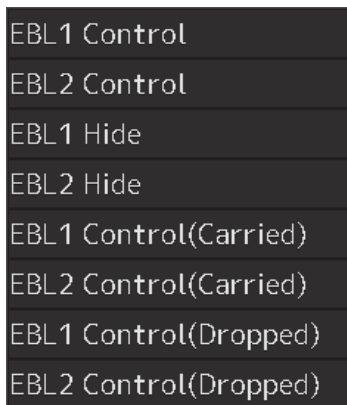 EBL1 Control
EBL2 Control
EBL1 Hide
EBL2 Hide
EBL1 Control(Carried)
EBL2 Control(Carried)
EBL1 Control(Dropped)
EBL2 Control(Dropped)